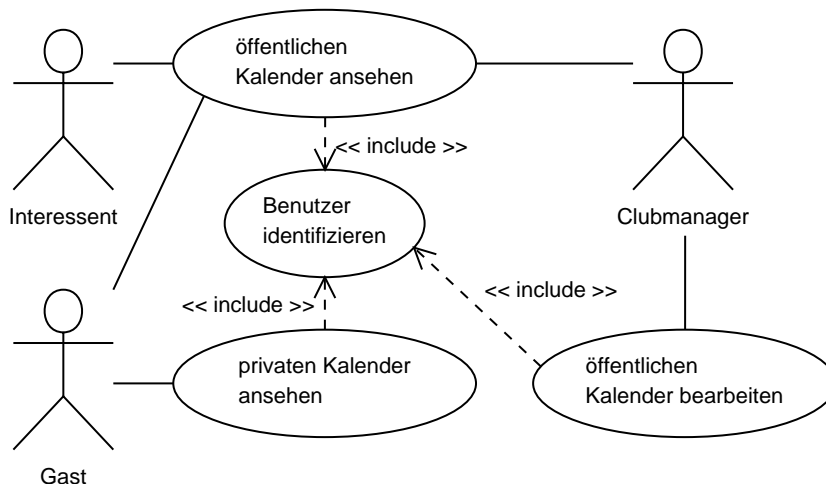 öffentlichen
Kalender ansehen
<< include >>
Interessent
Clubmanager
Benutzer
identifizieren
<< include >>
<< include >>
privaten Kalender
ansehen
öffentlichen
Kalender bearbeiten
Gast